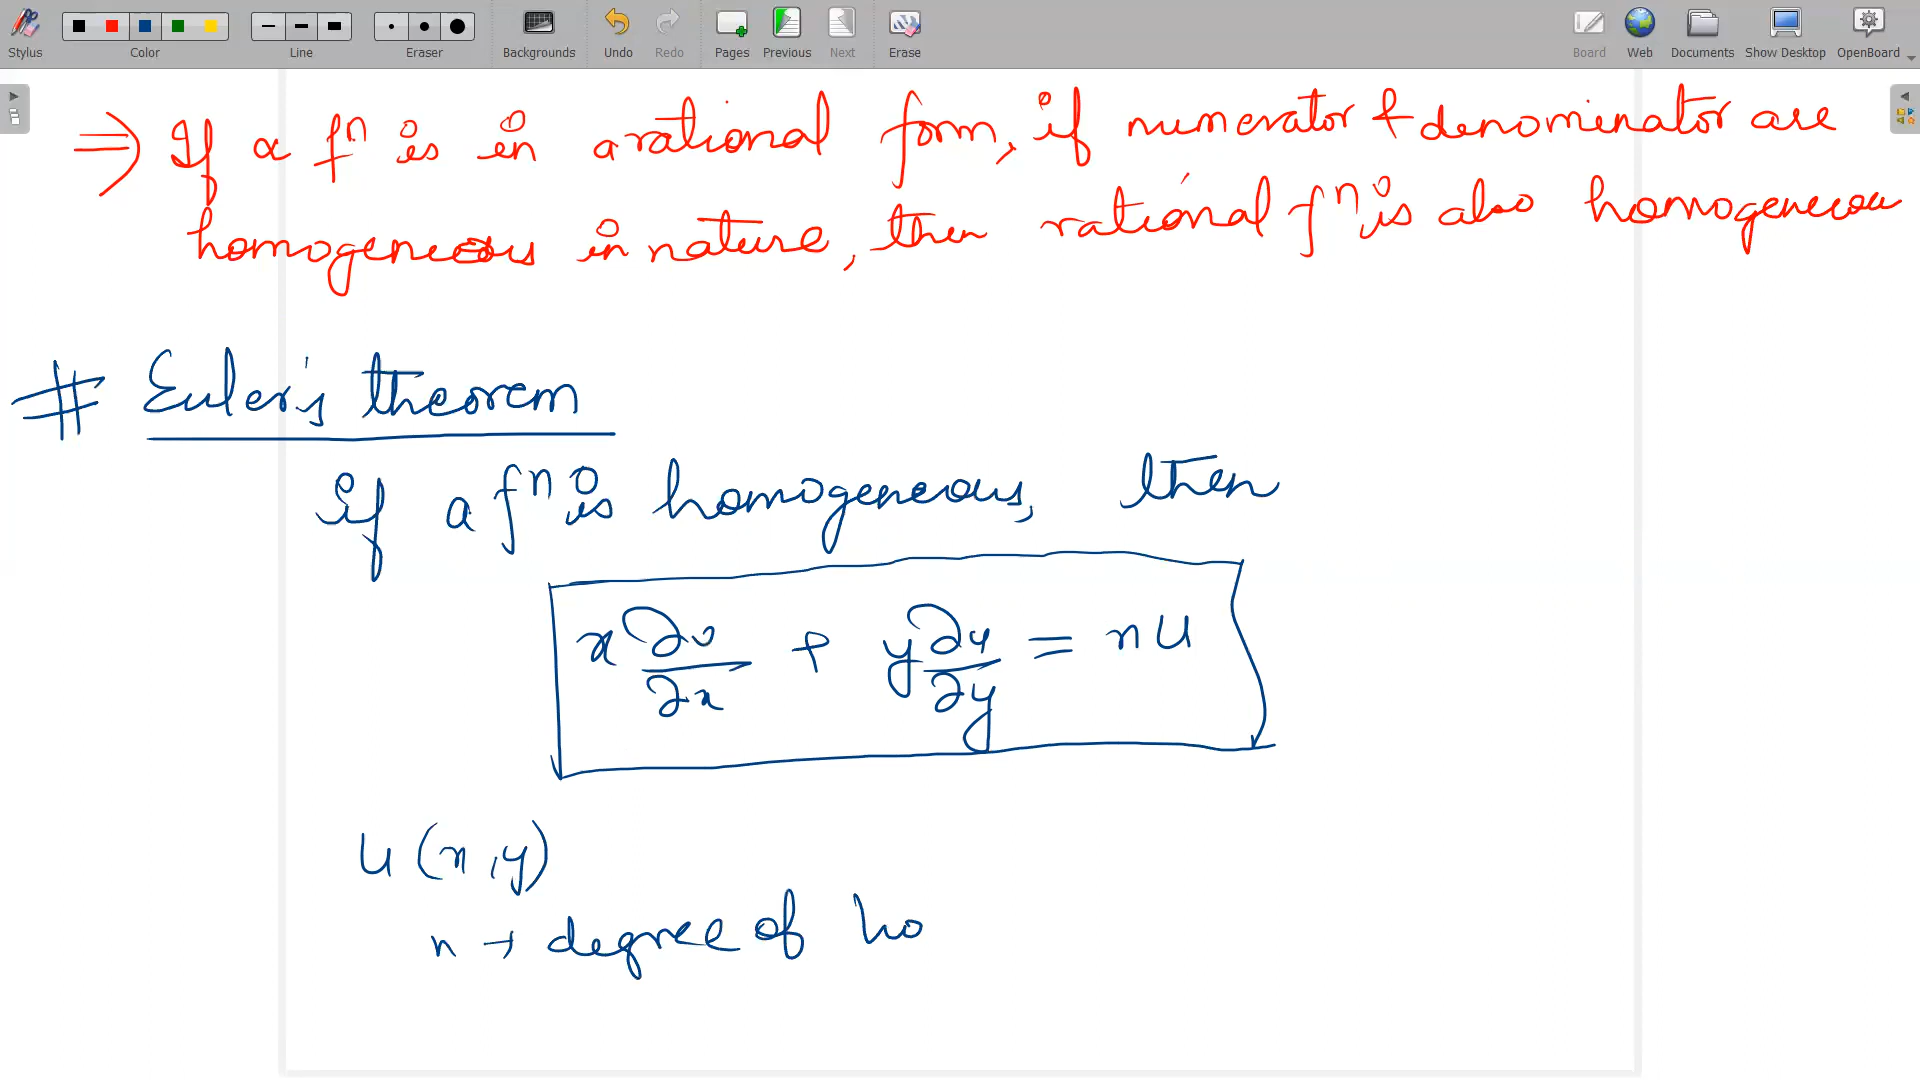 Stylus Color Line Eraser Backgrounds Undo Redo Pages Previous Next Erase Board Web Documents Show Desktop OpenBoard
⇒ If a fⁿ is in a rational form, if numerator & denominator are
homogeneous in nature, then rational fⁿ is also homogeneous
# Euler's theorem
if a fⁿ is homogeneous, then
x ∂u/∂x + y ∂u/∂y = nu
u (x,y)
n → degree of ho